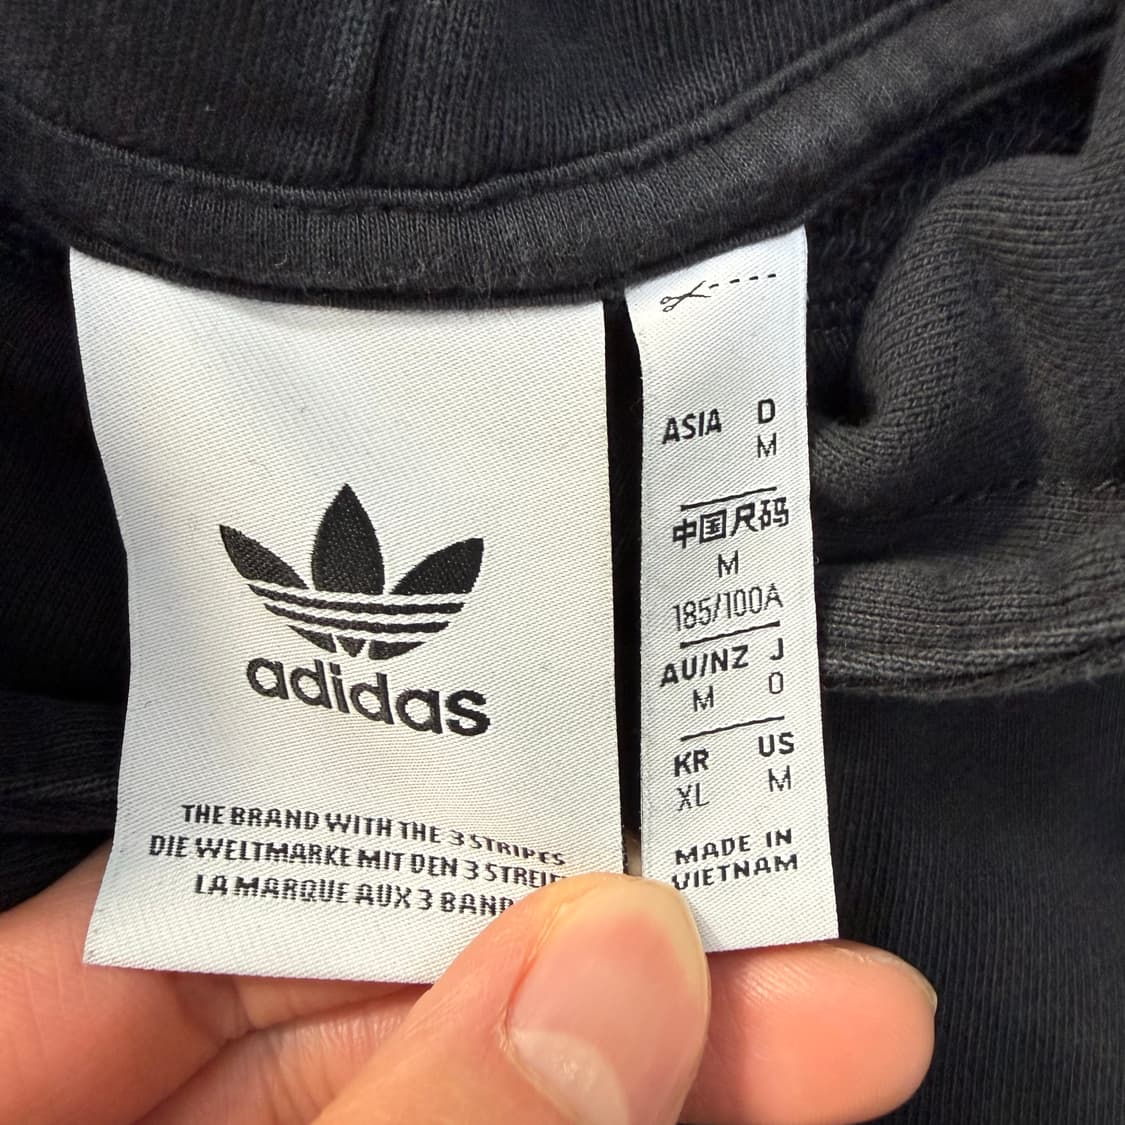 adidas
THE BRAND WITH THE 3 STRIPES
DIE WELTMARKE MIT DEN 3
LA MARQUE AUX 3
ASIA D
M
中国尺码
M
185/100A
AU/NZ J
M O
KR US
XL M
MADE IN
VIETNAM